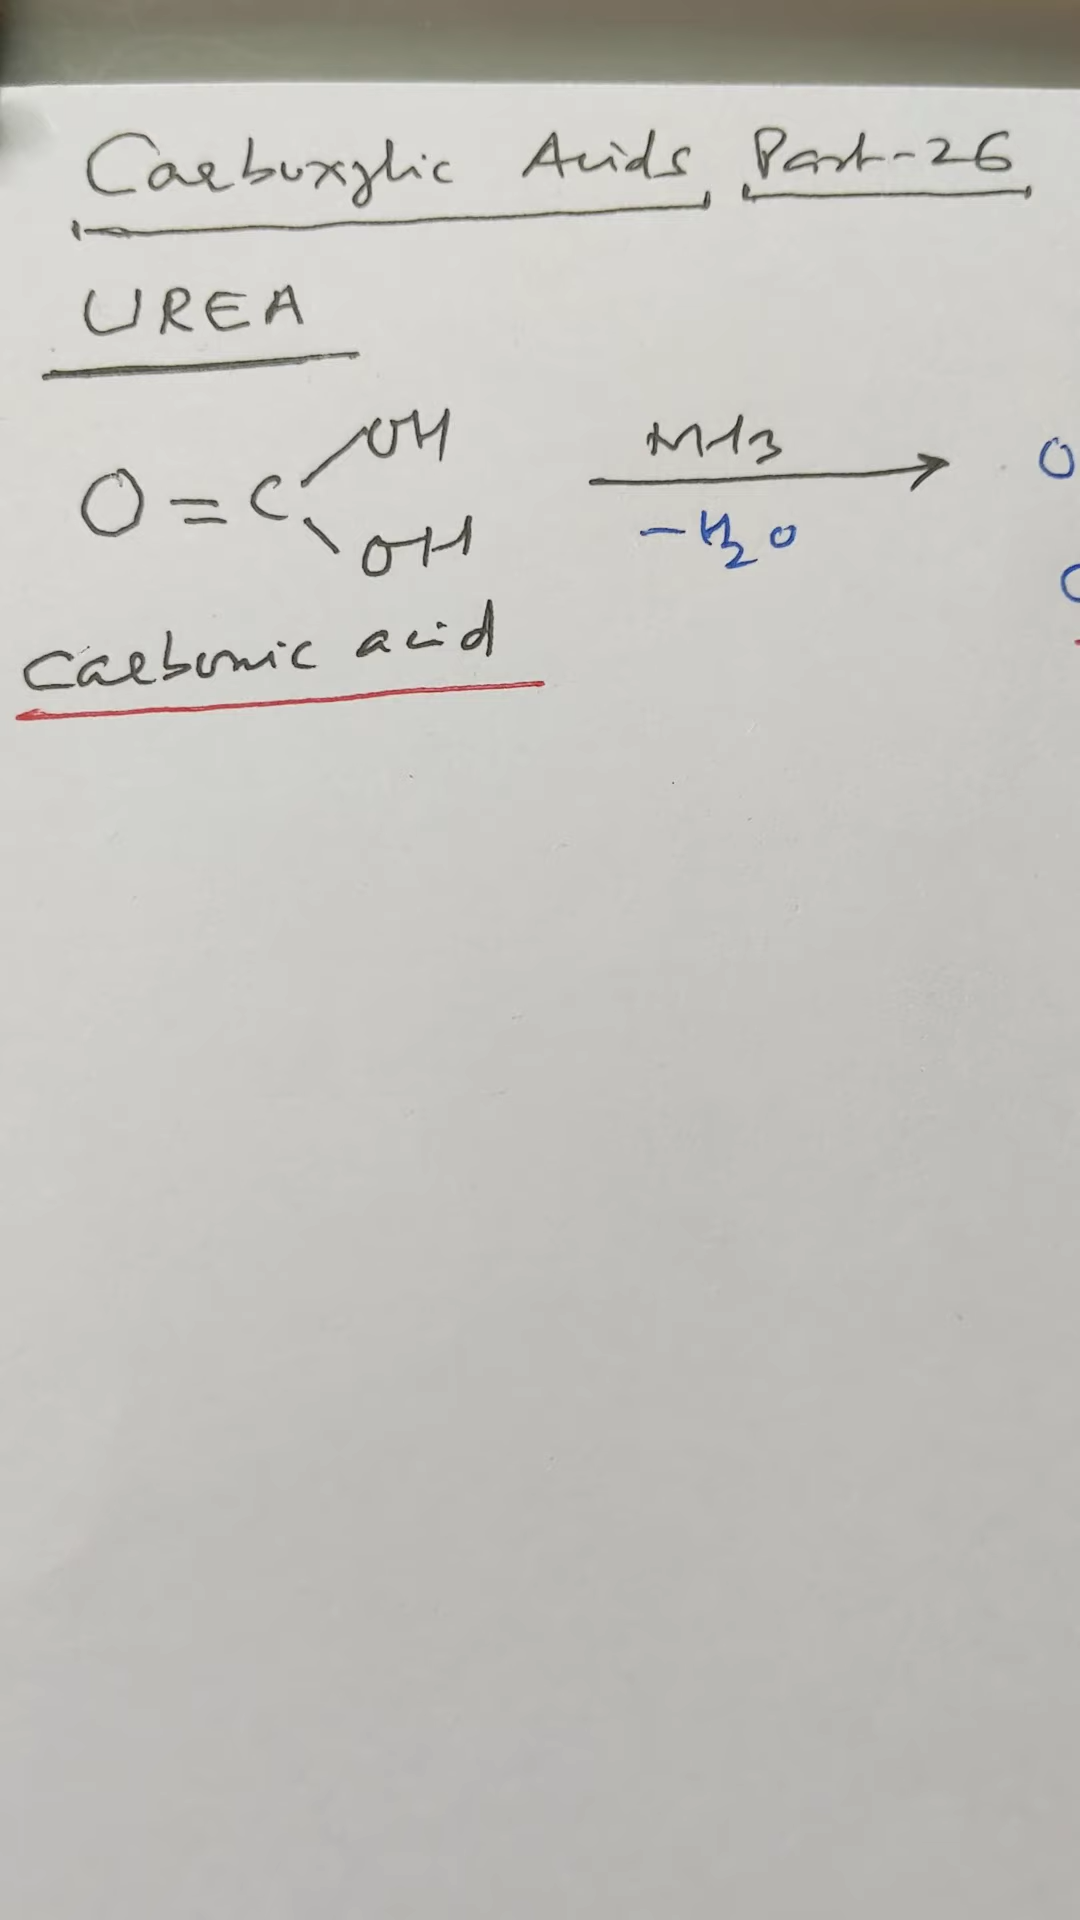 Carboxylic Acids Part-26
UREA
O=C
OH
OH
NH3
-H2O
O
Carbonic acid